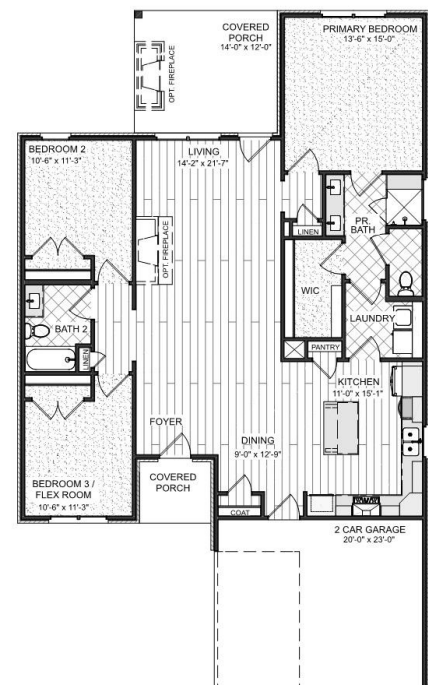 COVERED
PORCH
14'-0" x 12'-0"
OPT. FIREPLACE
PRIMARY BEDROOM
13'-6" x 15'-0"
BEDROOM 2
10'-6" x 11'-3"
LIVING
14'-2" x 21'-7"
OPT. FIREPLACE
LINEN
PR.
BATH
WIC
LAUNDRY
BATH 2
LINEN
PANTRY
KITCHEN
11'-0" x 15'-1"
FOYER
DINING
9'-0" x 12'-9"
BEDROOM 3 /
FLEX ROOM
10'-6" x 11'-3"
COVERED
PORCH
COAT
2 CAR GARAGE
20'-0" x 23'-0"